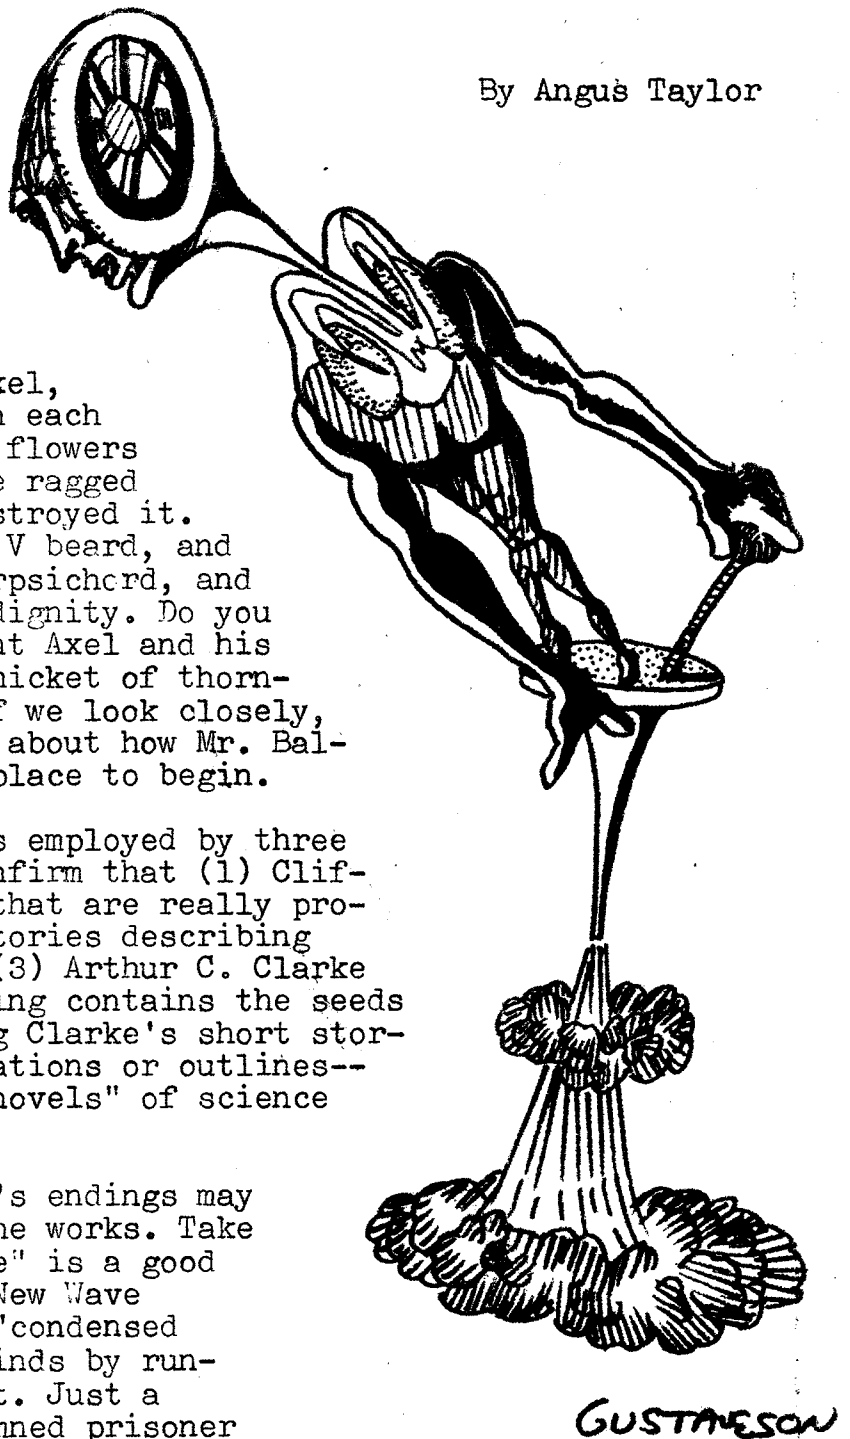 By Angus Taylor
xel,
n each
flowers
e ragged
stroyed it.
V beard, and
rpsichord, and
dignity. Do you
at Axel and his
hicket of thorn-
f we look closely,
about how Mr. Bal-
place to begin.
s employed by three
nfirm that (1) Clif-
that are really pro-
tories describing
(3) Arthur C. Clarke
ing contains the seeds
g Clarke's short stor-
ations or outlines--
novels" of science
's endings may
he works. Take
e" is a good
New Wave
"condensed
inds by run-
t. Just a
nned prisoner
GUSTAVESON